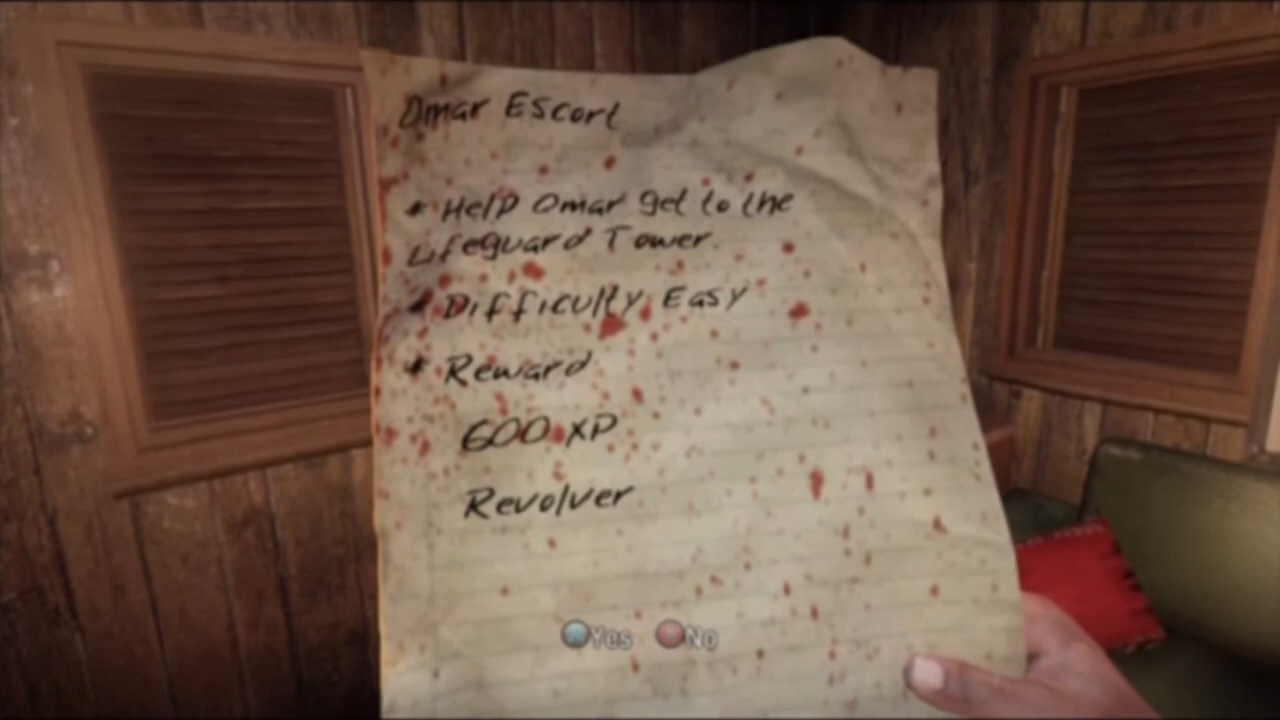 Omar Escort
* Help Omar get to the
Lifeguard Tower.
* Difficulty Easy
* Reward
600 XP
Revolver
Yes No